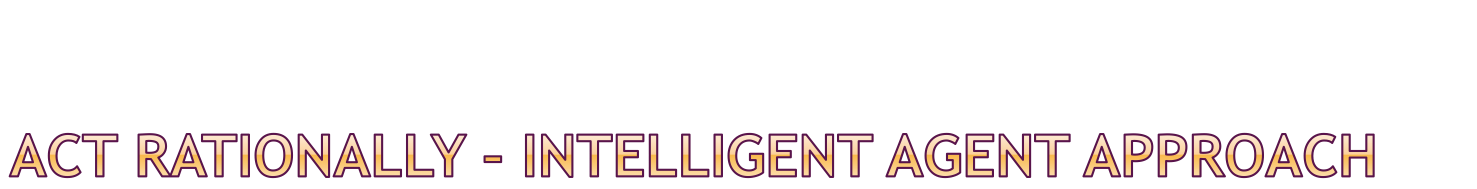 ACT RATIONALLY - INTELLIGENT AGENT APPROACH